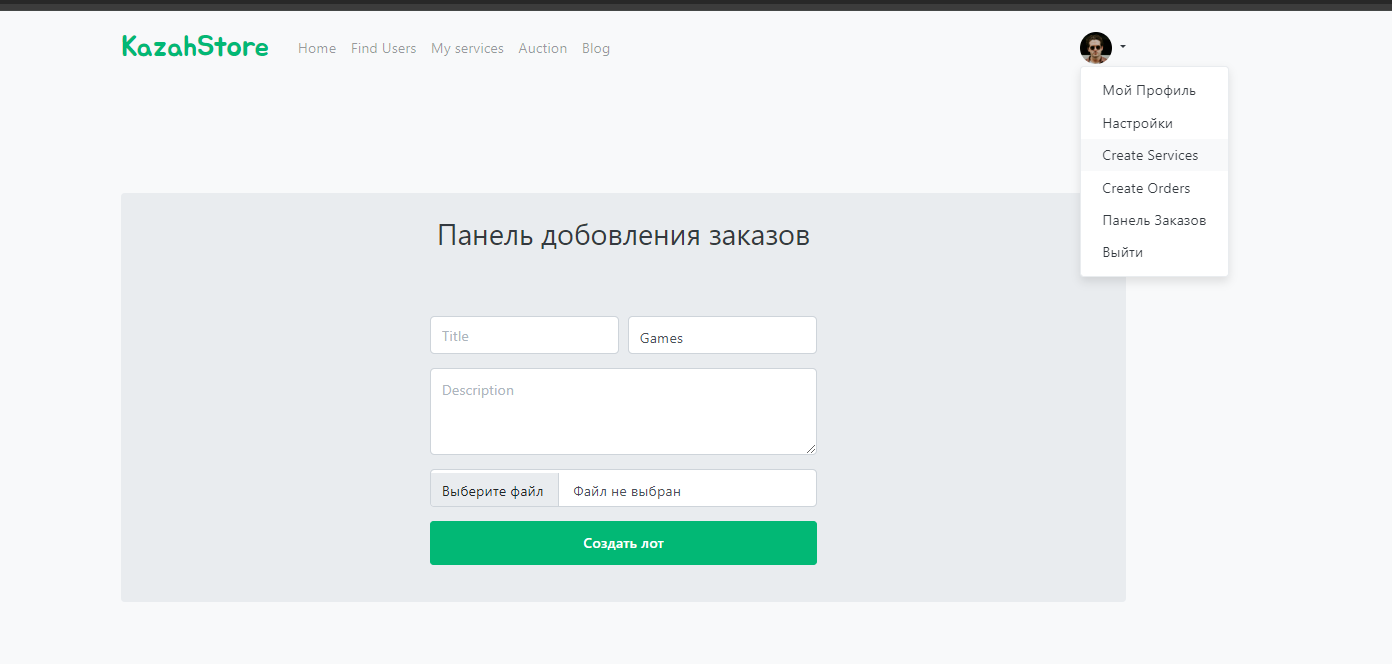 KazahStore Home Find Users My services Auction Blog
Мой Профиль
Настройки
Create Services
Create Orders
Панель Заказов
Выйти
Панель добовления заказов
Title Games
Description
Выберите файл Файл не выбран
Создать лот